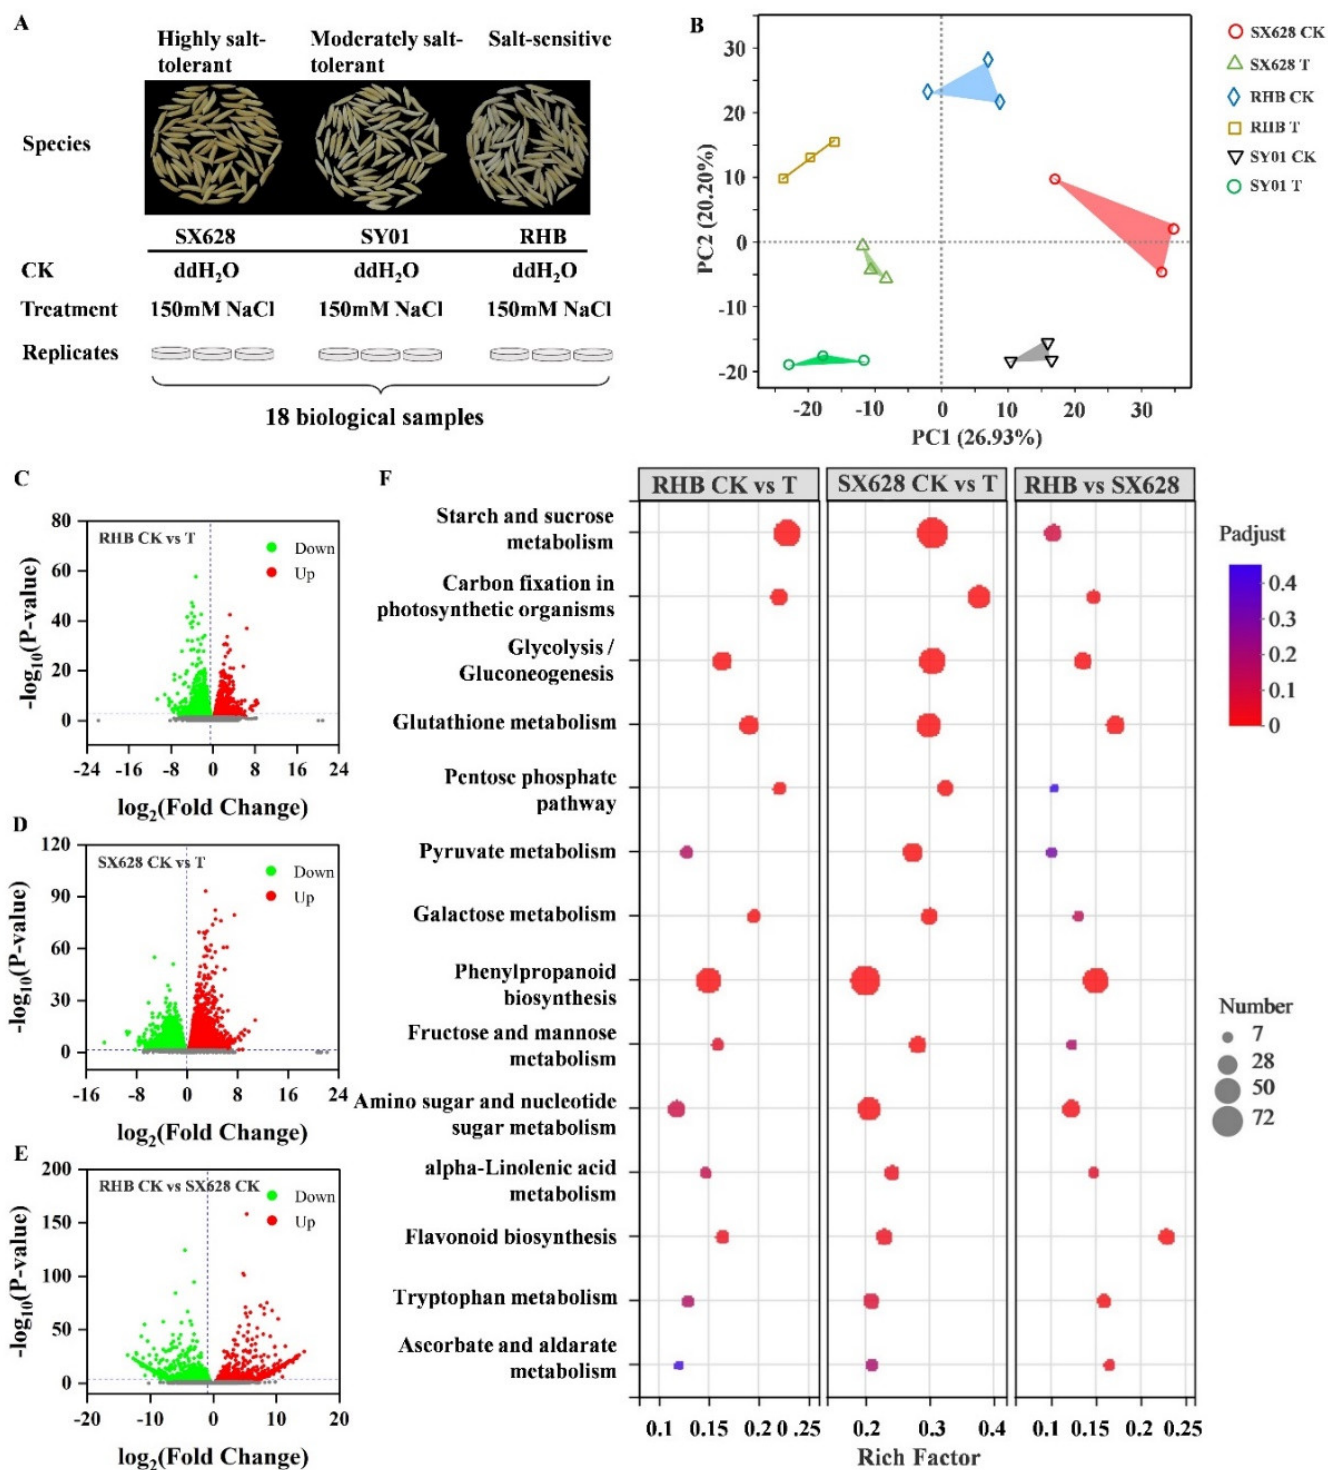 A
Highly salt-
tolerant
Moderately salt-
tolerant
Salt-sensitive
Species
SX628
SY01
RHB
CK
ddH₂O
ddH₂O
ddH₂O
Treatment
150mM NaCl
150mM NaCl
150mM NaCl
Replicates
18 biological samples
B
30
20
10
0
-10
-20
PC2 (20.20%)
-20
-10
0
10
20
30
PC1 (26.93%)
SX628 CK
SX628 T
RHB CK
RHB T
SY01 CK
SY01 T
C
RHB CK vs T
Down
Up
80
60
40
20
0
-log₁₀(P-value)
-24
-16
-8
0
8
16
24
log₂(Fold Change)
D
SX628 CK vs T
Down
Up
120
90
60
30
0
-log₁₀(P-value)
-16
-8
0
8
16
24
log₂(Fold Change)
E
RHB CK vs SX628 CK
Down
Up
200
150
100
50
0
-log₁₀(P-value)
-20
-10
0
10
20
log₂(Fold Change)
F
RHB CK vs T
SX628 CK vs T
RHB vs SX628
Starch and sucrose
metabolism
Carbon fixation in
photosynthetic organisms
Glycolysis /
Gluconeogenesis
Glutathione metabolism
Pentose phosphate
pathway
Pyruvate metabolism
Galactose metabolism
Phenylpropanoid
biosynthesis
Fructose and mannose
metabolism
Amino sugar and nucleotide
sugar metabolism
alpha-Linolenic acid
metabolism
Flavonoid biosynthesis
Tryptophan metabolism
Ascorbate and aldarate
metabolism
0.1 0.15 0.2 0.25
0.2 0.3 0.4
0.1 0.15 0.2 0.25
Rich Factor
Padjust
0.4
0.3
0.2
0.1
0
Number
7
28
50
72